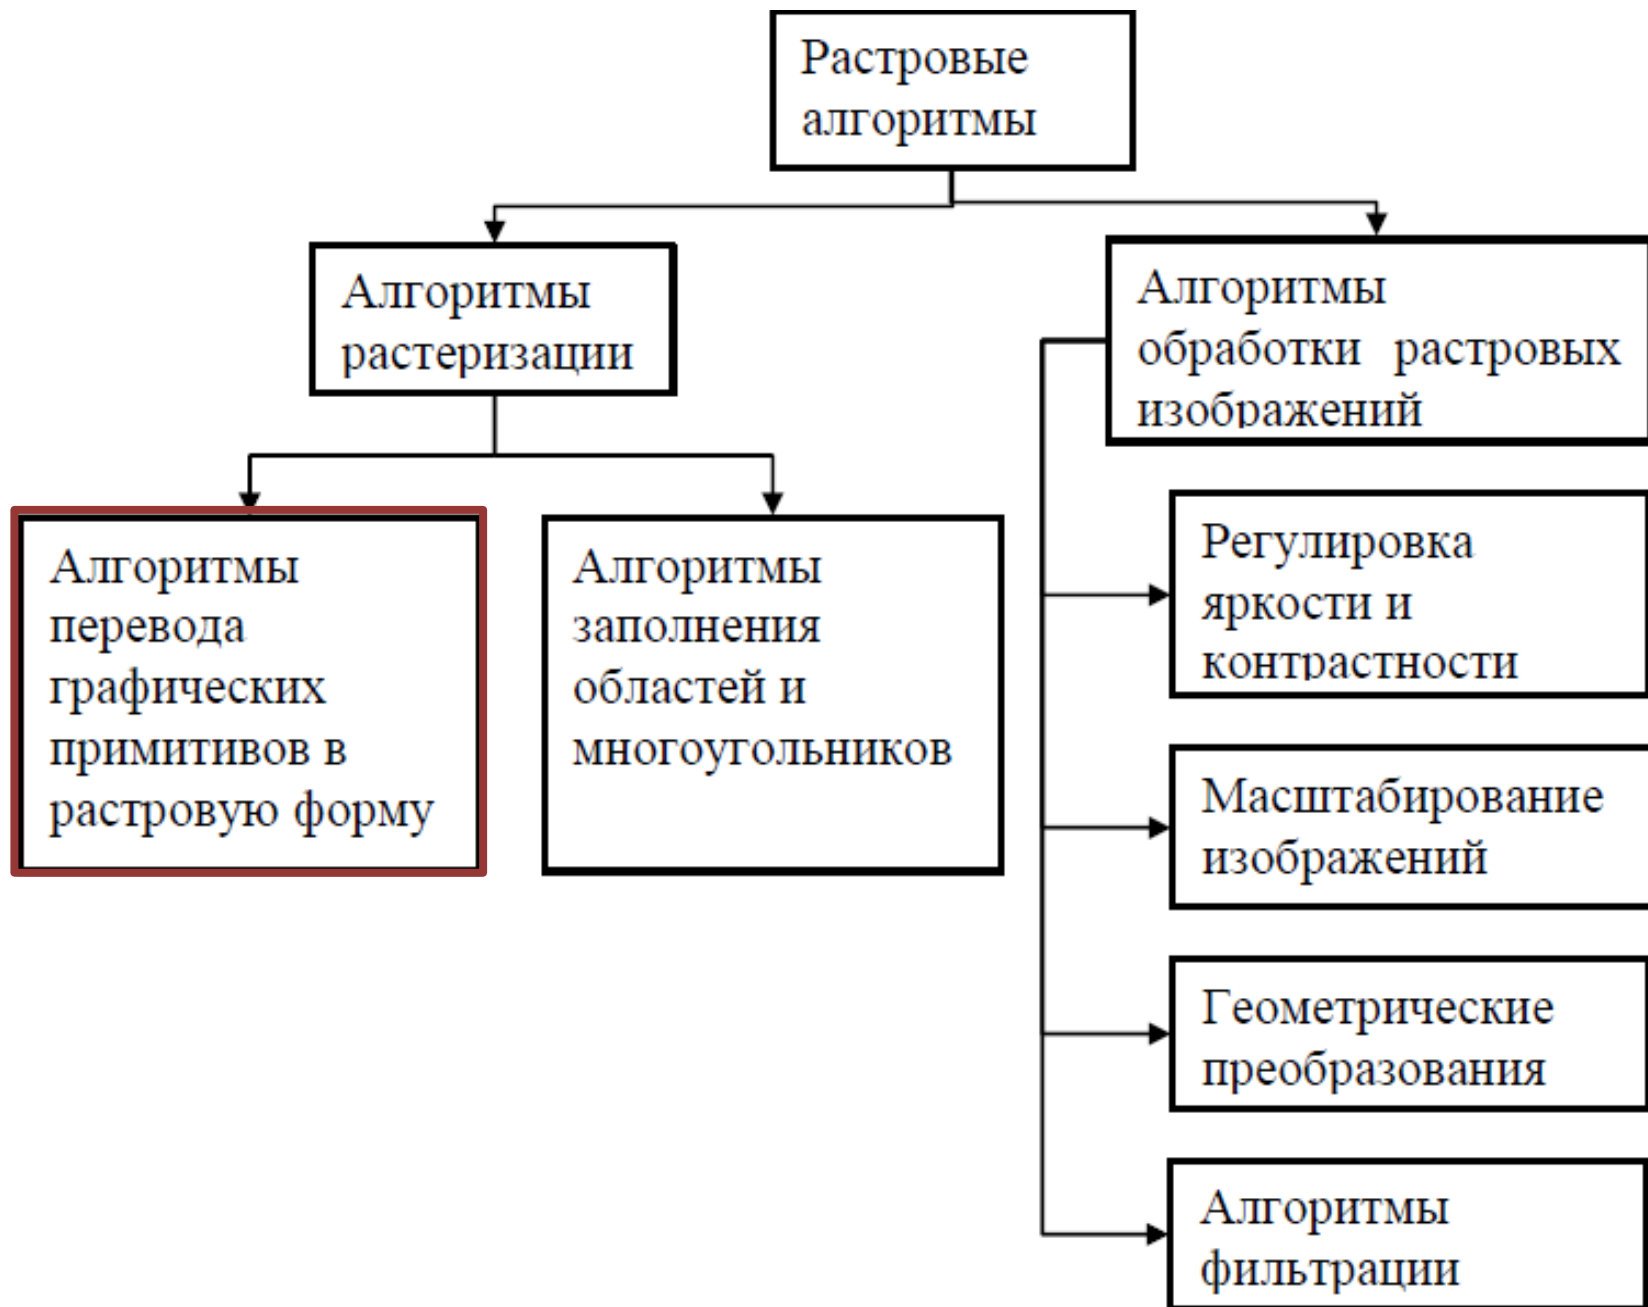 Растровые
алгоритмы
Алгоритмы
растеризации
Алгоритмы
обработки растровых
изображений
Алгоритмы
перевода
графических
примитивов в
растровую форму
Алгоритмы
заполнения
областей и
многоугольников
Регулировка
яркости и
контрастности
Масштабирование
изображений
Геометрические
преобразования
Алгоритмы
фильтрации